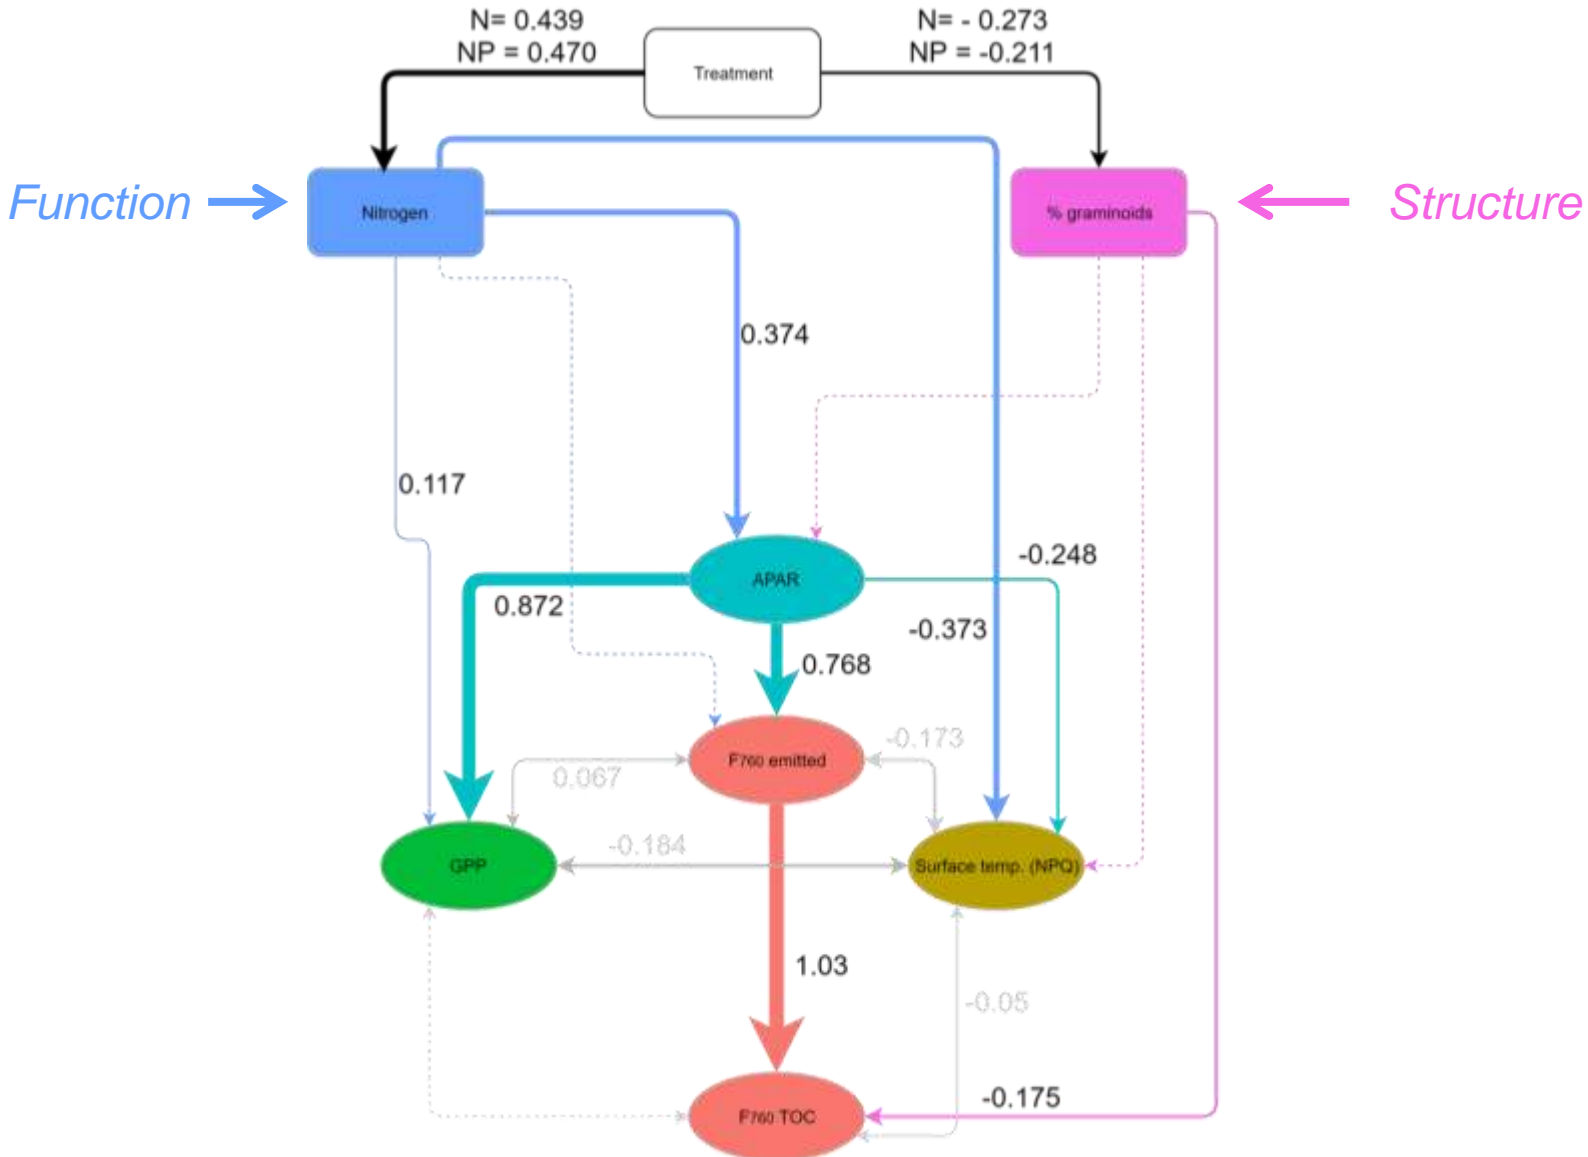 N= 0.439
NP = 0.470
N= - 0.273
NP = -0.211
Treatment
Function
Nitrogen
% graminoids
Structure
0.374
0.117
-0.248
APAR
0.872
-0.373
0.768
-0.173
F760 emitted
0.067
-0.184
GPP
Surface temp. (NPQ)
1.03
-0.05
-0.175
F760 TOC